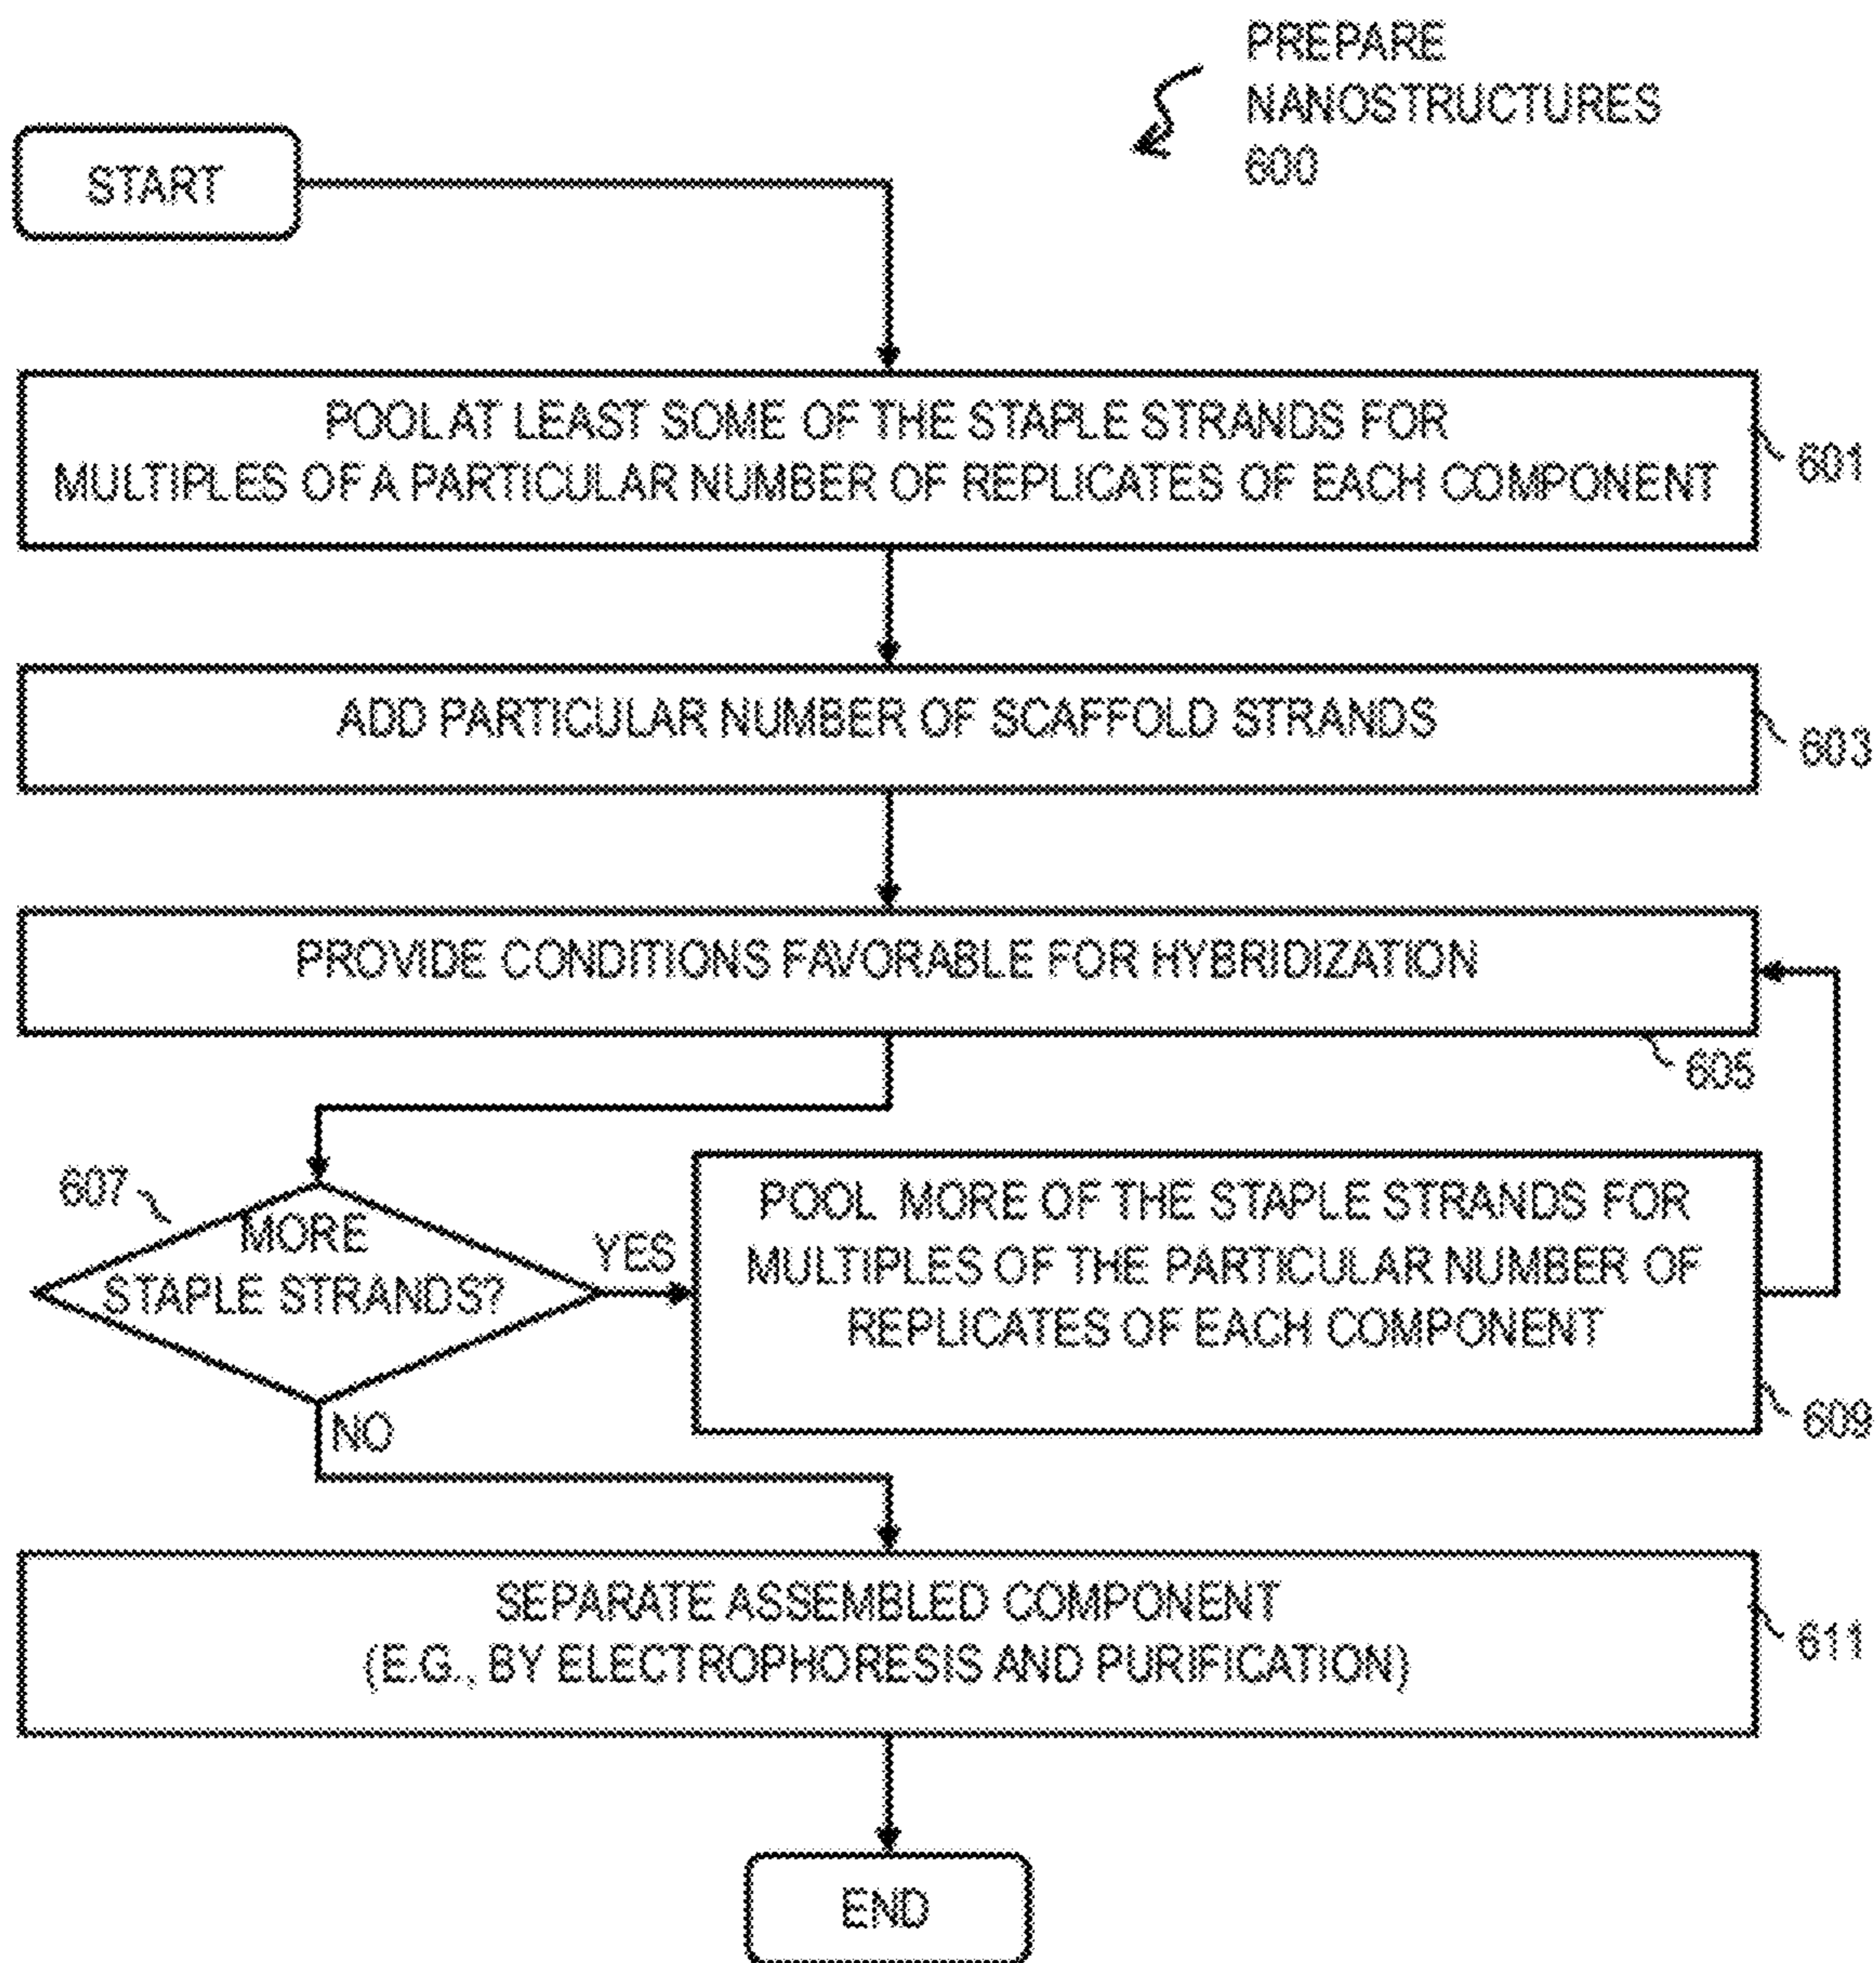 PREPARE
NANOSTRUCTURES
600
START
POOL AT LEAST SOME OF THE STAPLE STRANDS FOR
MULTIPLES OF A PARTICULAR NUMBER OF REPLICATES OF EACH COMPONENT
601
ADD PARTICULAR NUMBER OF SCAFFOLD STRANDS
603
PROVIDE CONDITIONS FAVORABLE FOR HYBRIDIZATION
605
607
MORE
STAPLE STRANDS?
YES
POOL MORE OF THE STAPLE STRANDS FOR
MULTIPLES OF THE PARTICULAR NUMBER OF
REPLICATES OF EACH COMPONENT
609
NO
SEPARATE ASSEMBLED COMPONENT
(E.G., BY ELECTROPHORESIS AND PURIFICATION)
611
END